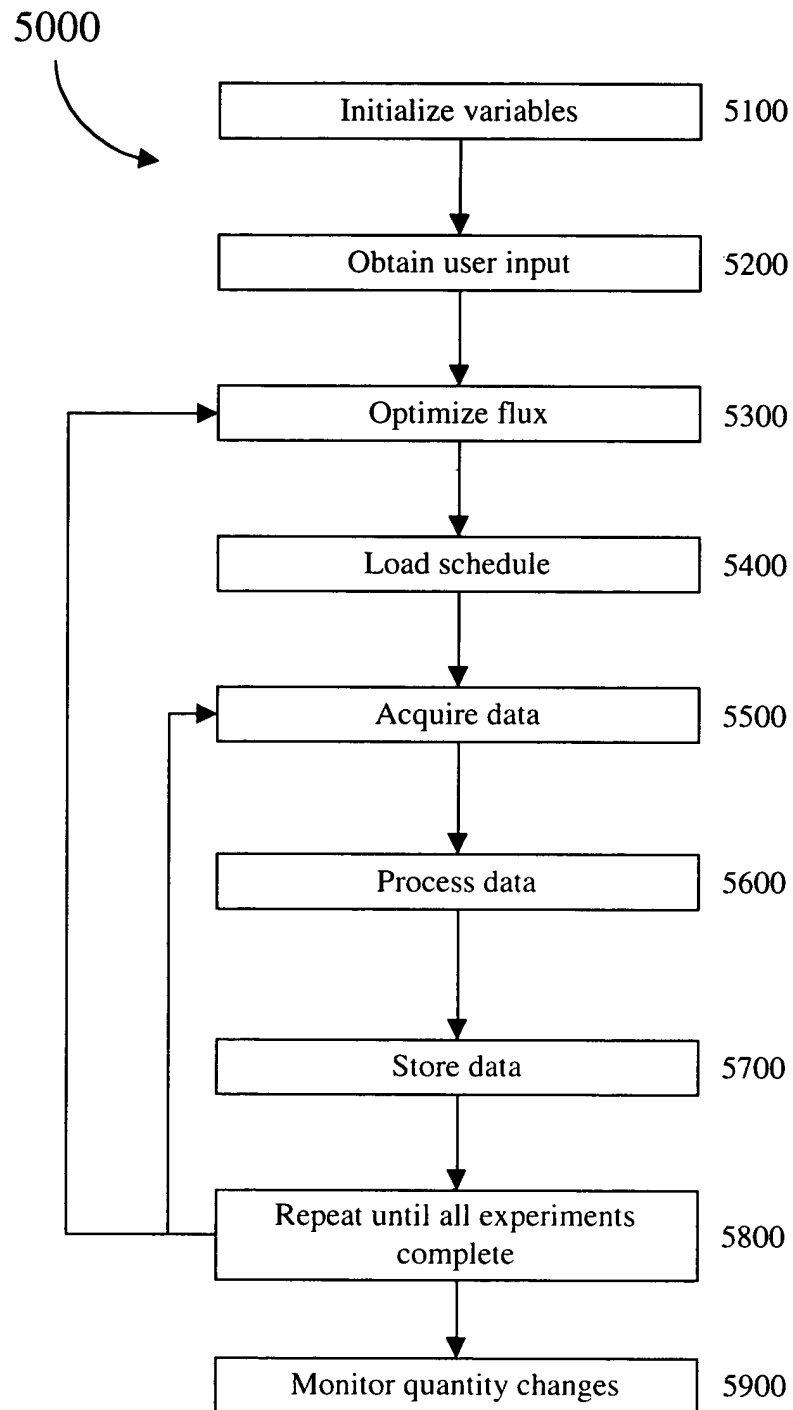 5000
Initialize variables 5100
Obtain user input 5200
Optimize flux 5300
Load schedule 5400
Acquire data 5500
Process data 5600
Store data 5700
Repeat until all experiments
complete 5800
Monitor quantity changes 5900